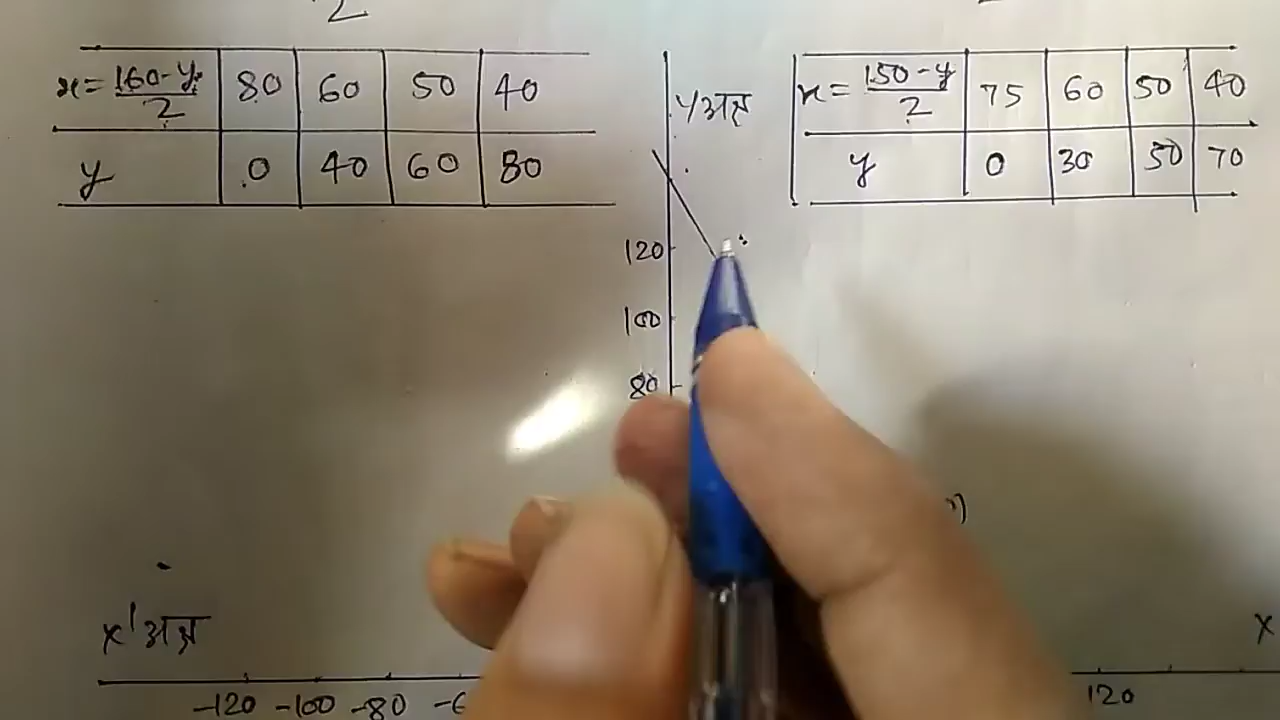 2
x = 160-y/2 80 60 50 40
y 0 40 60 80
y अक्ष
x = 150-y/2 75 60 50 40
y 0 30 50 70
120
100
80
x' अक्ष
X
-120 -100 -80 120